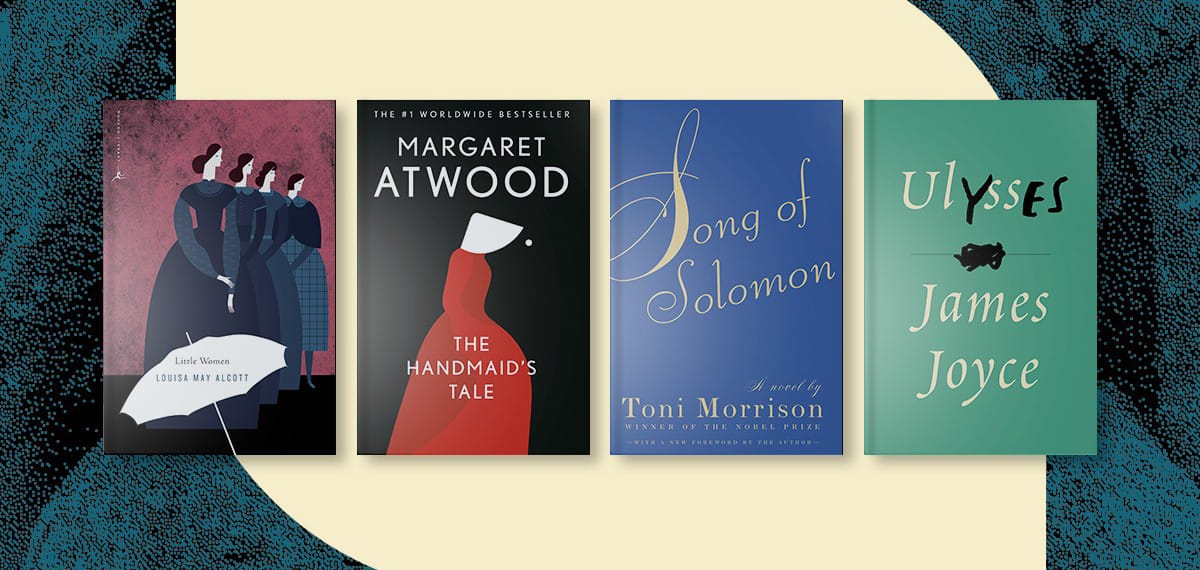 Little Women
LOUISA MAY ALCOTT
THE #1 WORLDWIDE BESTSELLER
MARGARET
ATWOOD
THE
HANDMAID'S
TALE
Song of
Solomon
A novel by
Toni Morrison
WINNER OF THE NOBEL PRIZE
—WITH A NEW FOREWORD BY THE AUTHOR—
UlYssES
James
Joyce